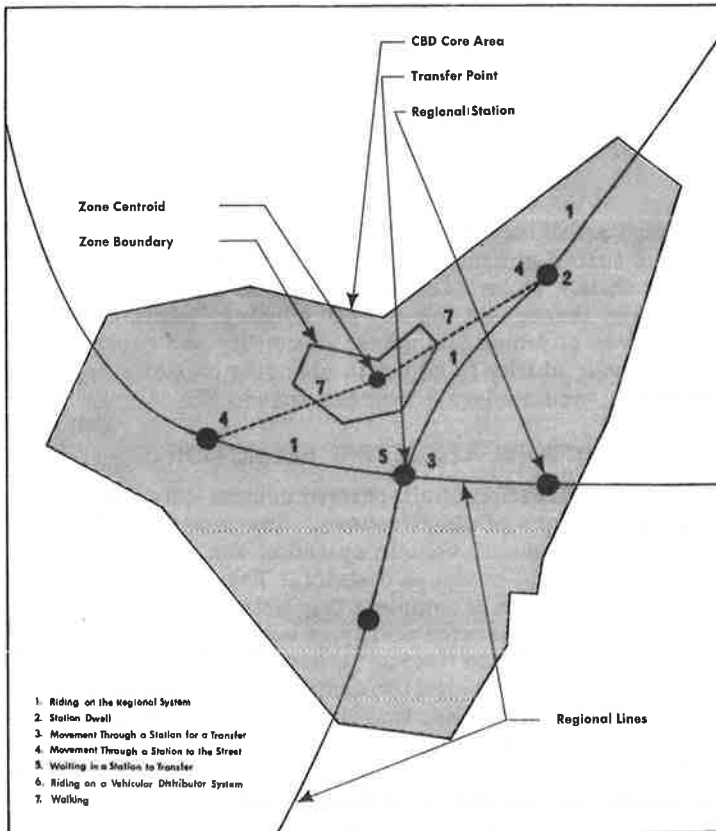 CBD Core Area
Transfer Point
Regional Station
Zone Centroid
Zone Boundary
1
4
2
7
1
7
4
1
5
3
Regional Lines
1. Riding on the Regional System
2. Station Dwell
3. Movement Through a Station for a Transfer
4. Movement Through a Station to the Street
5. Waiting in a Station to Transfer
6. Riding on a Vehicular Distributor System
7. Walking